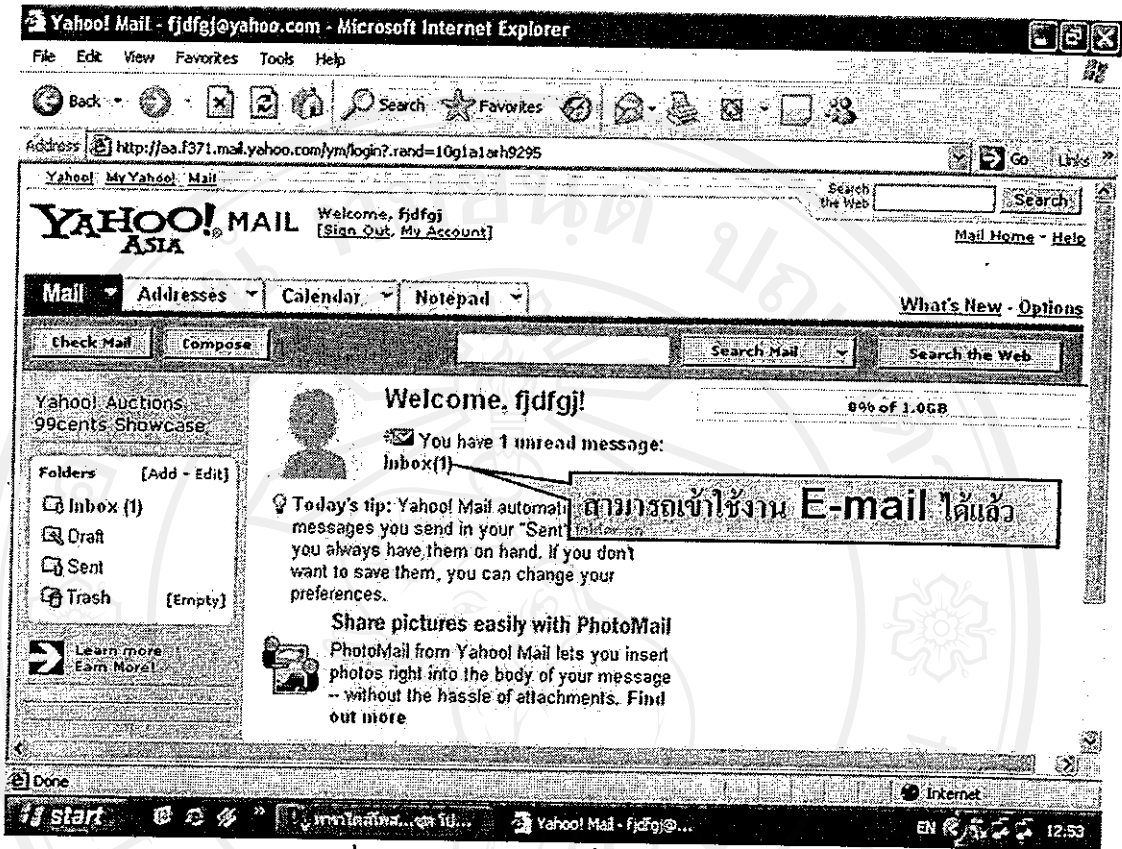 Yahoo! Mail - fjdfgj@yahoo.com - Microsoft Internet Explorer
File Edit View Favorites Tools Help
Back Search Favorites
Address http://aa.f371.mail.yahoo.com/ym/login?.rand=10g1a1arh9295 Go Links »
Yahoo! My Yahoo! Mail
Search the Web Search
YAHOO! MAIL
ASIA
Welcome, fjdfgj
[Sign Out, My Account]
Mail Home - Help
Mail Addresses Calendar Notepad
What's New - Options
Check Mail Compose Search Mail Search the Web
Yahoo! Auctions
99cents Showcase
Folders [Add - Edit]
Inbox (1)
Draft
Sent
Trash [Empty]
Learn more
Earn More!
Welcome, fjdfgj!
0% of 1.0GB
You have 1 unread message:
Inbox(1)
สามารถเข้าใช้งาน E-mail ได้แล้ว
Today's tip: Yahoo! Mail automati
messages you send in your "Sent"
you always have them on hand. If you don't
want to save them, you can change your
preferences.
Share pictures easily with PhotoMail
PhotoMail from Yahoo! Mail lets you insert
photos right into the body of your message
-- without the hassle of attachments. Find
out more
Done Internet
start » Yahoo! Mail - fjdfgj@... EN 12:53